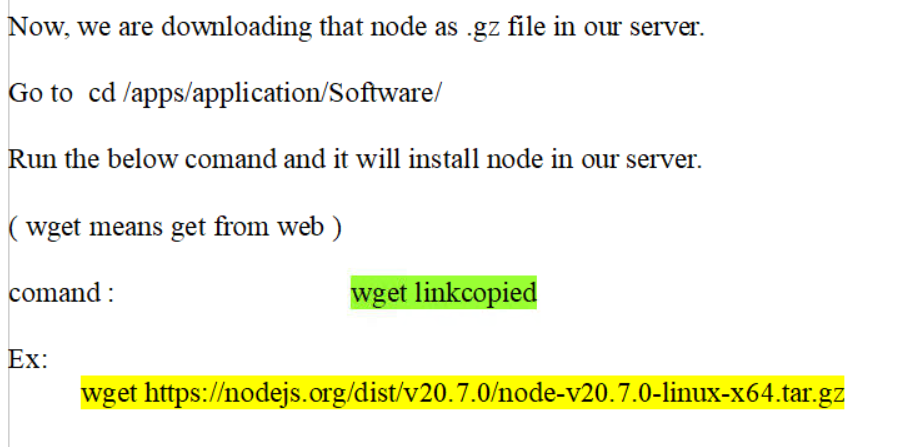 Now, we are downloading that node as .gz file in our server.
Go to  cd /apps/application/Software/
Run the below comand and it will install node in our server.
( wget means get from web )
comand : wget linkcopied
Ex:
wget https://nodejs.org/dist/v20.7.0/node-v20.7.0-linux-x64.tar.gz